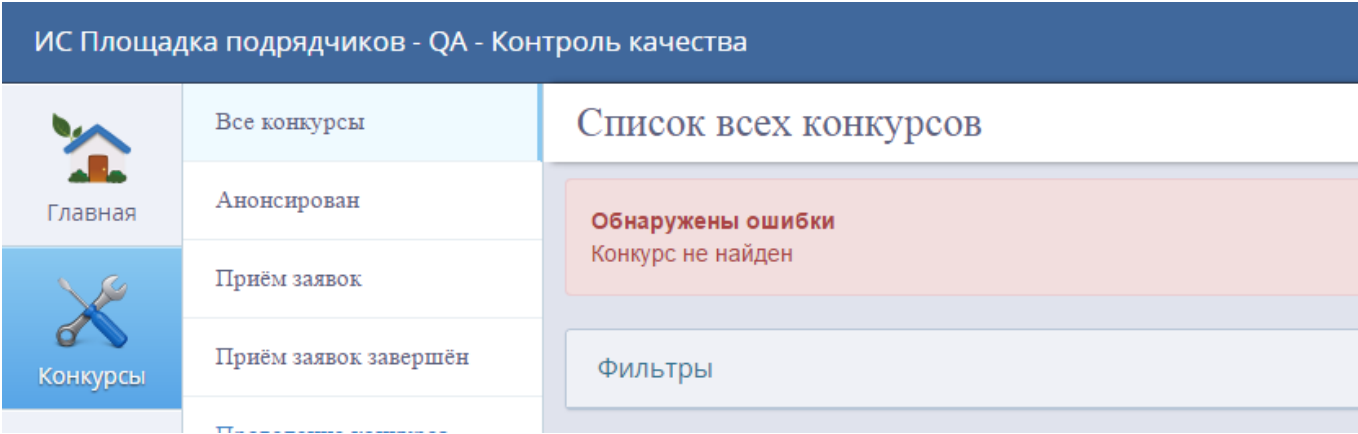 ИС Площадка подрядчиков - QA - Контроль качества
Главная
Конкурсы
Все конкурсы
Анонсирован
Приём заявок
Приём заявок завершён
Список всех конкурсов
Обнаружены ошибки
Конкурс не найден
Фильтры